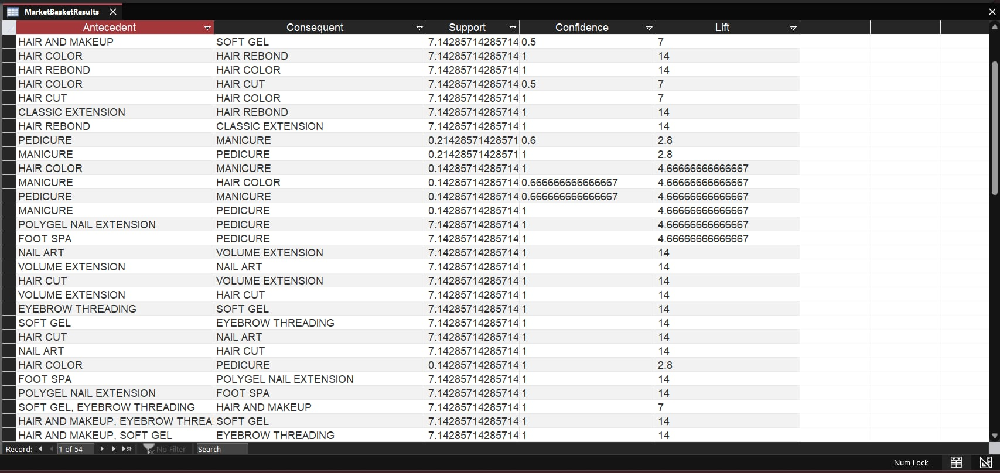 MarketBasketResults
Antecedent Consequent Support Confidence Lift
HAIR AND MAKEUP SOFT GEL 7.14285714285714 0.5 7
HAIR COLOR HAIR REBOND 7.14285714285714 1 14
HAIR REBOND HAIR COLOR 7.14285714285714 1 14
HAIR COLOR HAIR CUT 7.14285714285714 0.5 7
HAIR CUT HAIR COLOR 7.14285714285714 1 7
CLASSIC EXTENSION HAIR REBOND 7.14285714285714 1 14
HAIR REBOND CLASSIC EXTENSION 7.14285714285714 1 14
PEDICURE MANICURE 0.21428571428571 0.6 2.8
MANICURE PEDICURE 0.21428571428571 1 2.8
HAIR COLOR MANICURE 0.14285714285714 1 4.66666666666667
MANICURE HAIR COLOR 0.14285714285714 0.666666666666667 4.66666666666667
PEDICURE MANICURE 0.14285714285714 0.666666666666667 4.66666666666667
MANICURE PEDICURE 0.14285714285714 1 4.66666666666667
POLYGEL NAIL EXTENSION PEDICURE 7.14285714285714 1 4.66666666666667
FOOT SPA PEDICURE 7.14285714285714 1 4.66666666666667
NAIL ART VOLUME EXTENSION 7.14285714285714 1 14
VOLUME EXTENSION NAIL ART 7.14285714285714 1 14
HAIR CUT VOLUME EXTENSION 7.14285714285714 1 14
VOLUME EXTENSION HAIR CUT 7.14285714285714 1 14
EYEBROW THREADING SOFT GEL 7.14285714285714 1 14
SOFT GEL EYEBROW THREADING 7.14285714285714 1 14
HAIR CUT NAIL ART 7.14285714285714 1 14
NAIL ART HAIR CUT 7.14285714285714 1 14
HAIR COLOR PEDICURE 0.14285714285714 1 2.8
FOOT SPA POLYGEL NAIL EXTENSION 7.14285714285714 1 14
POLYGEL NAIL EXTENSION FOOT SPA 7.14285714285714 1 14
SOFT GEL, EYEBROW THREADING HAIR AND MAKEUP 7.14285714285714 1 7
HAIR AND MAKEUP, EYEBROW THREA SOFT GEL 7.14285714285714 1 14
HAIR AND MAKEUP, SOFT GEL EYEBROW THREADING 7.14285714285714 1 14
Record: 1 of 54 No Filter Search
Num Lock